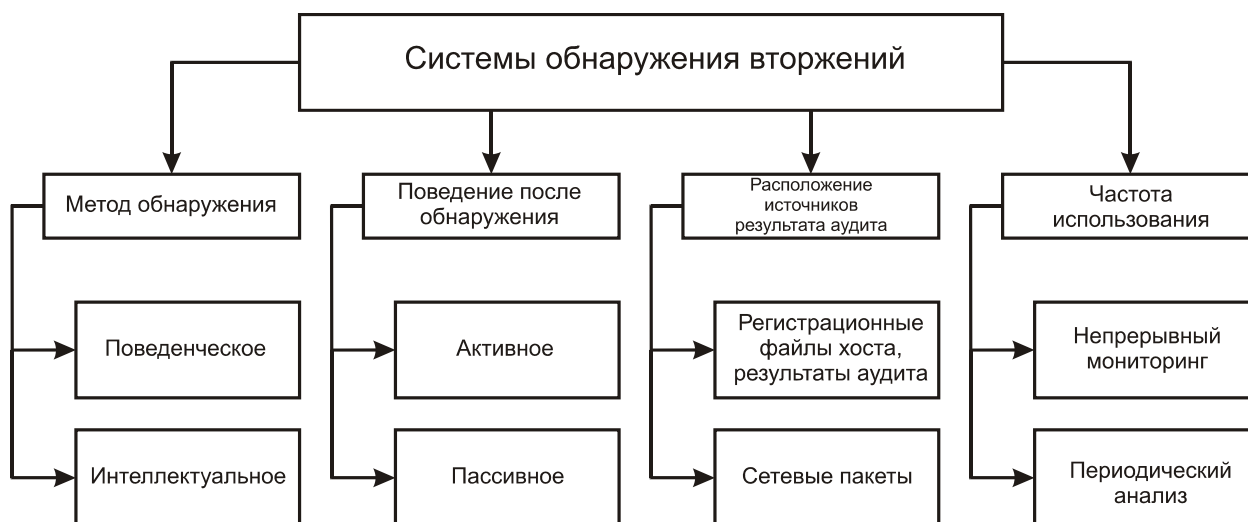 Системы обнаружения вторжений
Метод обнаружения
Поведение после
обнаружения
Расположение
источников
результата аудита
Частота
использования
Поведенческое
Активное
Регистрационные
файлы хоста,
результаты аудита
Непрерывный
мониторинг
Интеллектуальное
Пассивное
Сетевые пакеты
Периодический
анализ